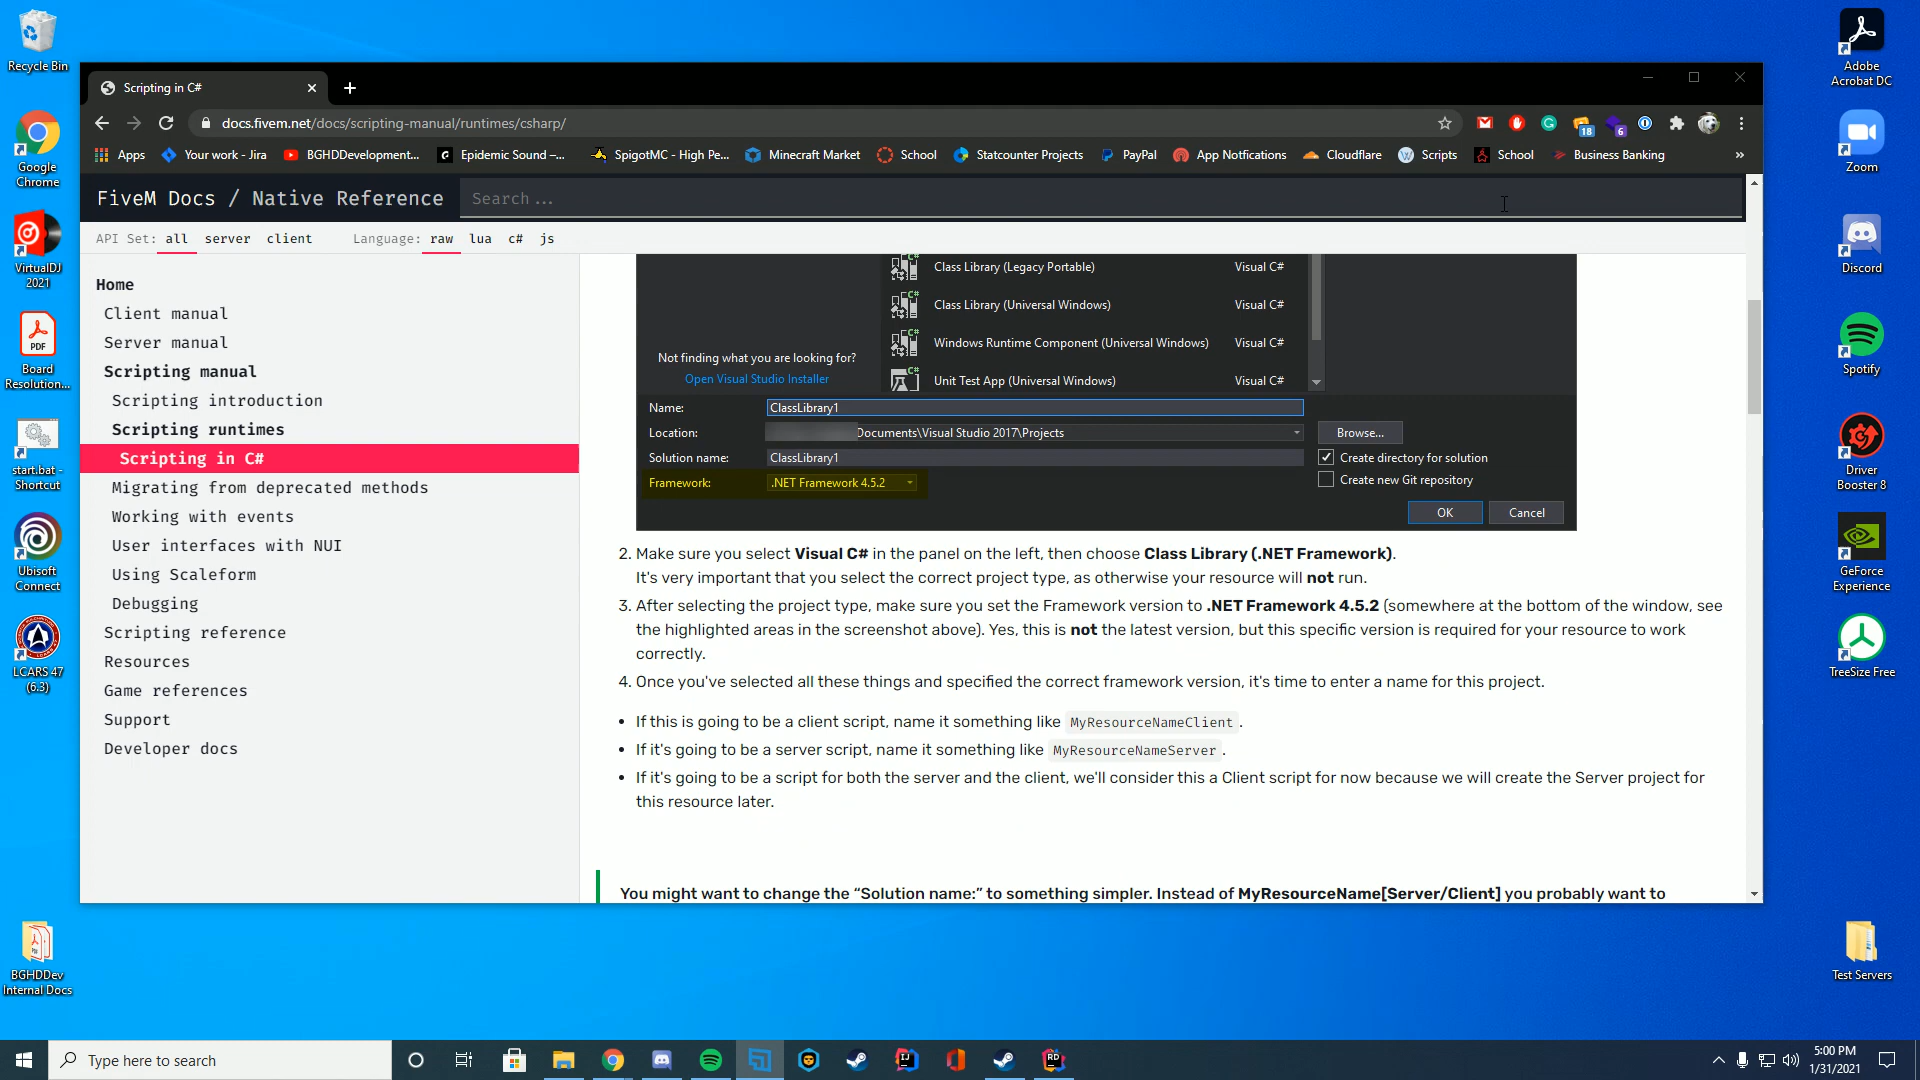 Recycle Bin
Google Chrome
VirtualDJ 2021
Board Resolution...
start.bat - Shortcut
Ubisoft Connect
LCARS 47 (6.3)
BGHDDev Internal Docs
Scripting in C#
docs.fivem.net/docs/scripting-manual/runtimes/csharp/
18
6
Apps
Your work - Jira
BGHDDevelopment...
Epidemic Sound –...
SpigotMC - High Pe...
Minecraft Market
School
Statcounter Projects
PayPal
App Notfications
Cloudflare
Scripts
School
Business Banking
»
FiveM Docs / Native Reference
Search ...
API Set: all server client Language: raw lua c# js
Home
Client manual
Server manual
Scripting manual
Scripting introduction
Scripting runtimes
Scripting in C#
Migrating from deprecated methods
Working with events
User interfaces with NUI
Using Scaleform
Debugging
Scripting reference
Resources
Game references
Support
Developer docs
Class Library (Legacy Portable) Visual C#
Class Library (Universal Windows) Visual C#
Windows Runtime Component (Universal Windows) Visual C#
Unit Test App (Universal Windows) Visual C#
Not finding what you are looking for?
Open Visual Studio Installer
Name: ClassLibrary1
Location: Documents\Visual Studio 2017\Projects Browse...
Solution name: ClassLibrary1 Create directory for solution
Framework: .NET Framework 4.5.2 Create new Git repository
OK Cancel
2. Make sure you select Visual C# in the panel on the left, then choose Class Library (.NET Framework).
It's very important that you select the correct project type, as otherwise your resource will not run.
3. After selecting the project type, make sure you set the Framework version to .NET Framework 4.5.2 (somewhere at the bottom of the window, see
the highlighted areas in the screenshot above). Yes, this is not the latest version, but this specific version is required for your resource to work
correctly.
4. Once you've selected all these things and specified the correct framework version, it's time to enter a name for this project.
• If this is going to be a client script, name it something like MyResourceNameClient.
• If it's going to be a server script, name it something like MyResourceNameServer.
• If it's going to be a script for both the server and the client, we'll consider this a Client script for now because we will create the Server project for
this resource later.
You might want to change the “Solution name:” to something simpler. Instead of MyResourceName[Server/Client] you probably want to
Adobe Acrobat DC
Zoom
Discord
Spotify
Driver Booster 8
GeForce Experience
TreeSize Free
Test Servers
Type here to search
5:00 PM
1/31/2021